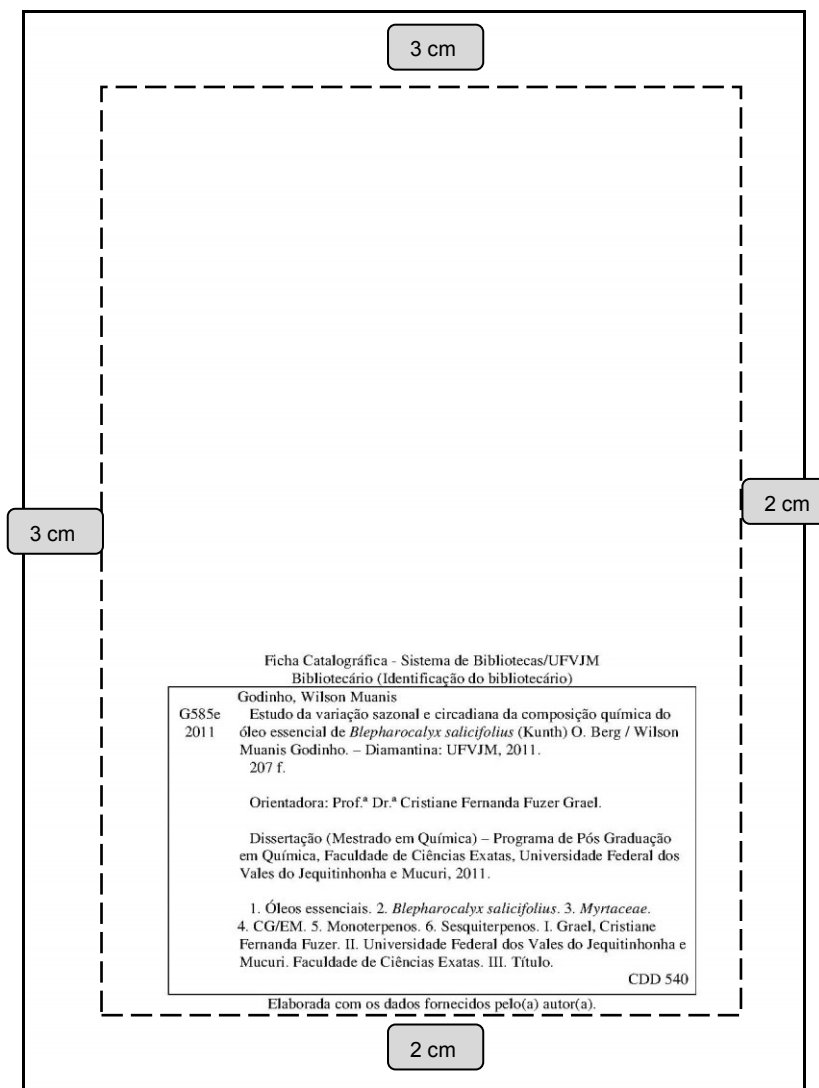 3 cm
2 cm
3 cm
Ficha Catalográfica - Sistema de Bibliotecas/UFVJM
Bibliotecário (Identificação do bibliotecário)
Godinho, Wilson Muanis
G585e Estudo da variação sazonal e circadiana da composição química do
2011 óleo essencial de Blepharocalyx salicifolius (Kunth) O. Berg / Wilson
Muanis Godinho. – Diamantina: UFVJM, 2011.
207 f.
Orientadora: Prof.ª Dr.ª Cristiane Fernanda Fuzer Grael.
Dissertação (Mestrado em Química) – Programa de Pós Graduação
em Química, Faculdade de Ciências Exatas, Universidade Federal dos
Vales do Jequitinhonha e Mucuri, 2011.
1. Óleos essenciais. 2. Blepharocalyx salicifolius. 3. Myrtaceae.
4. CG/EM. 5. Monoterpenos. 6. Sesquiterpenos. I. Grael, Cristiane
Fernanda Fuzer. II. Universidade Federal dos Vales do Jequitinhonha e
Mucuri. Faculdade de Ciências Exatas. III. Título.
CDD 540
Elaborada com os dados fornecidos pelo(a) autor(a).
2 cm